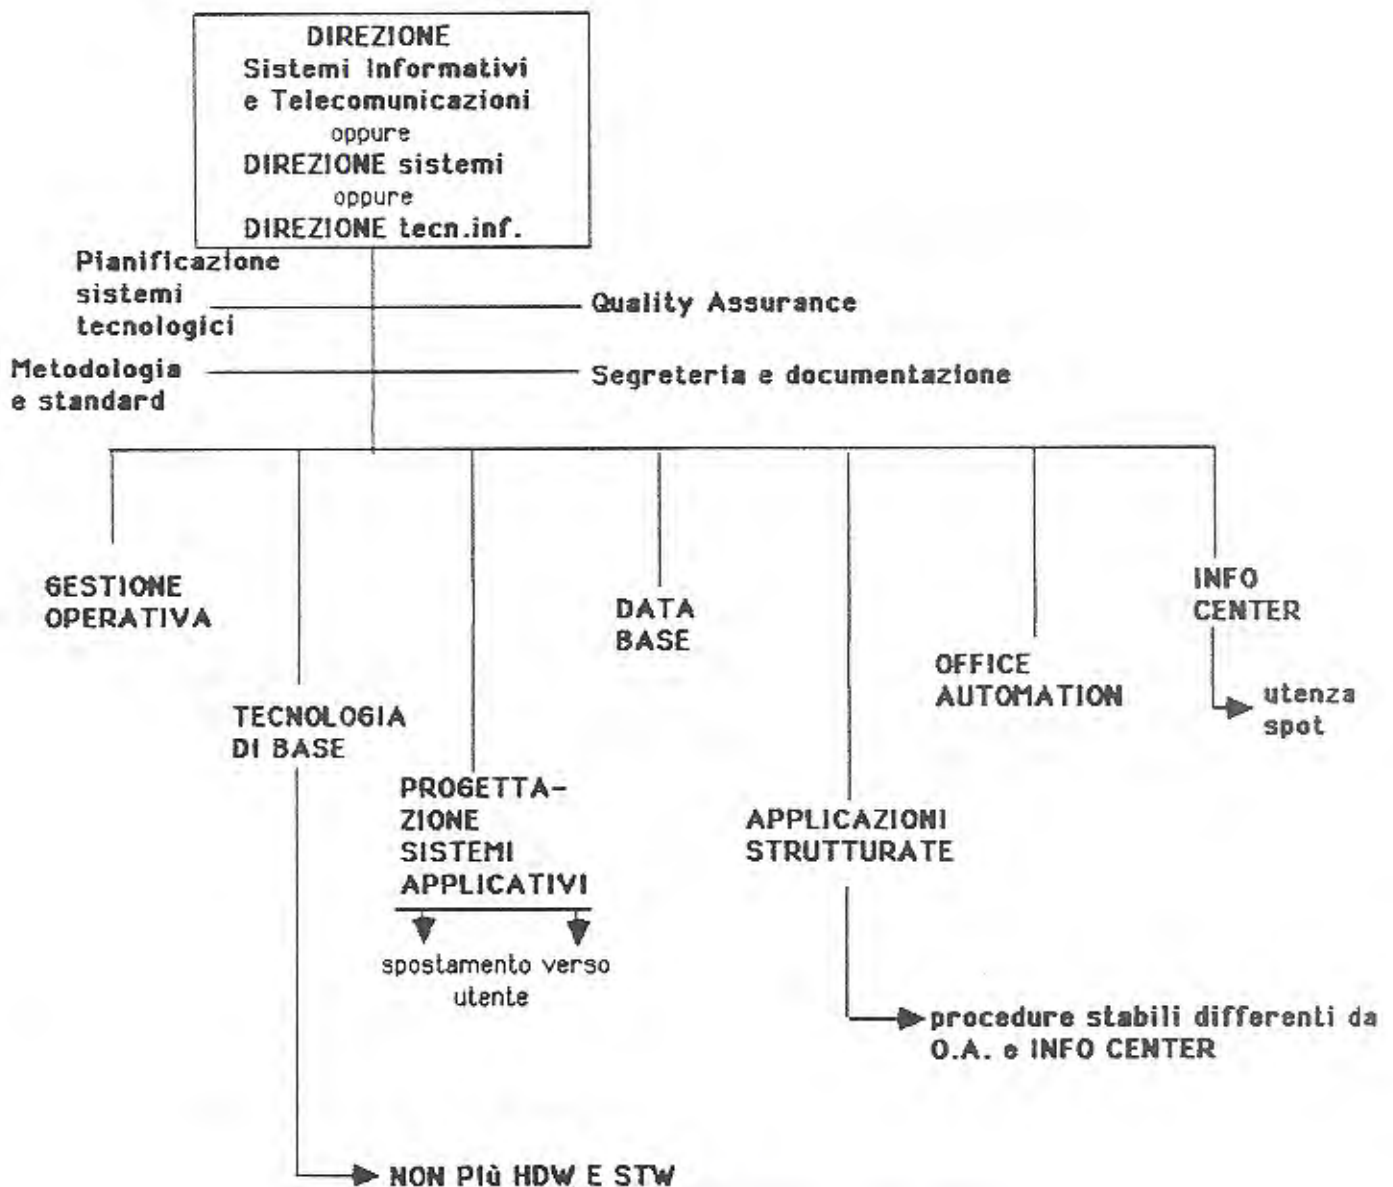 DIREZIONE
Sistemi Informativi
e Telecomunicazioni
oppure
DIREZIONE sistemi
oppure
DIREZIONE tecn.inf.
Pianificazione
sistemi
tecnologici
Quality Assurance
Metodologia
e standard
Segreteria e documentazione
GESTIONE
OPERATIVA
TECNOLOGIA
DI BASE
NON PIù HDW E STW
PROGETTA-
ZIONE
SISTEMI
APPLICATIVI
spostamento verso
utente
DATA
BASE
APPLICAZIONI
STRUTTURATE
procedure stabili differenti da
O.A. e INFO CENTER
OFFICE
AUTOMATION
INFO
CENTER
utenza
spot